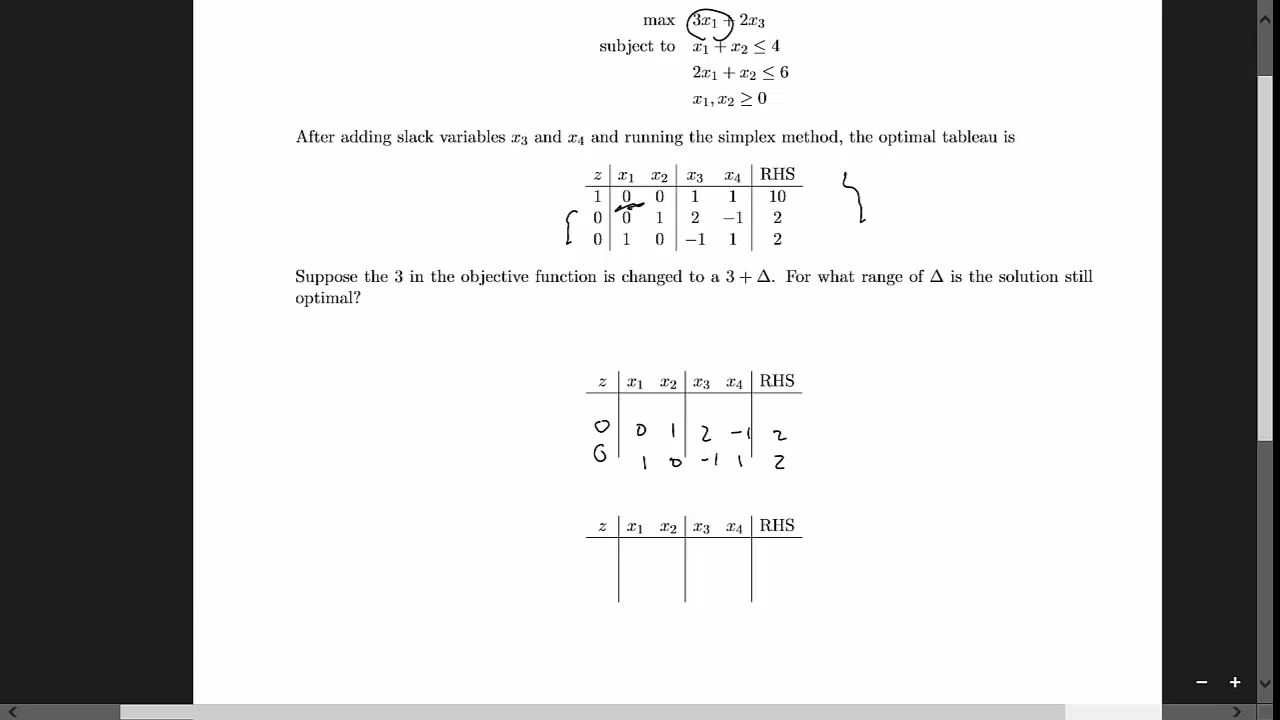 max 3x₁ + 2x₃
subject to x₁ + x₂ ≤ 4
2x₁ + x₂ ≤ 6
x₁, x₂ ≥ 0
After adding slack variables x₃ and x₄ and running the simplex method, the optimal tableau is
z x₁ x₂ x₃ x₄ RHS
1 0 0 1 1 10
0 0 1 2 −1 2
0 1 0 −1 1 2
Suppose the 3 in the objective function is changed to a 3 + Δ. For what range of Δ is the solution still
optimal?
z x₁ x₂ x₃ x₄ RHS
0 0 1 2 −1 2
0 1 0 −1 1 2
z x₁ x₂ x₃ x₄ RHS